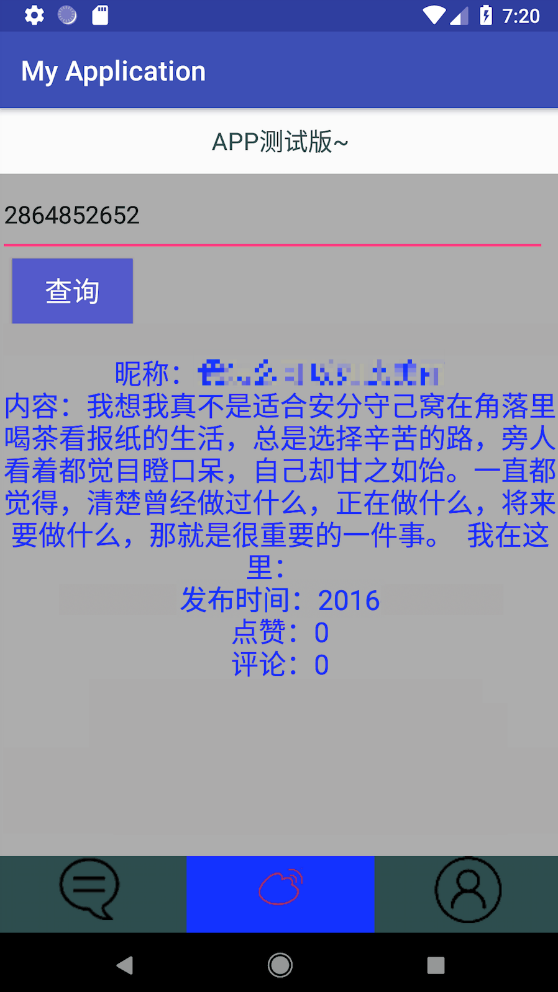 7:20
My Application
APP测试版~
2864852652
查询
昵称：
内容：我想我真不是适合安分守己窝在角落里
喝茶看报纸的生活，总是选择辛苦的路，旁人
看着都觉目瞪口呆，自己却甘之如饴。一直都
觉得，清楚曾经做过什么，正在做什么，将来
要做什么，那就是很重要的一件事。 我在这
里：
发布时间：2016
点赞：0
评论：0